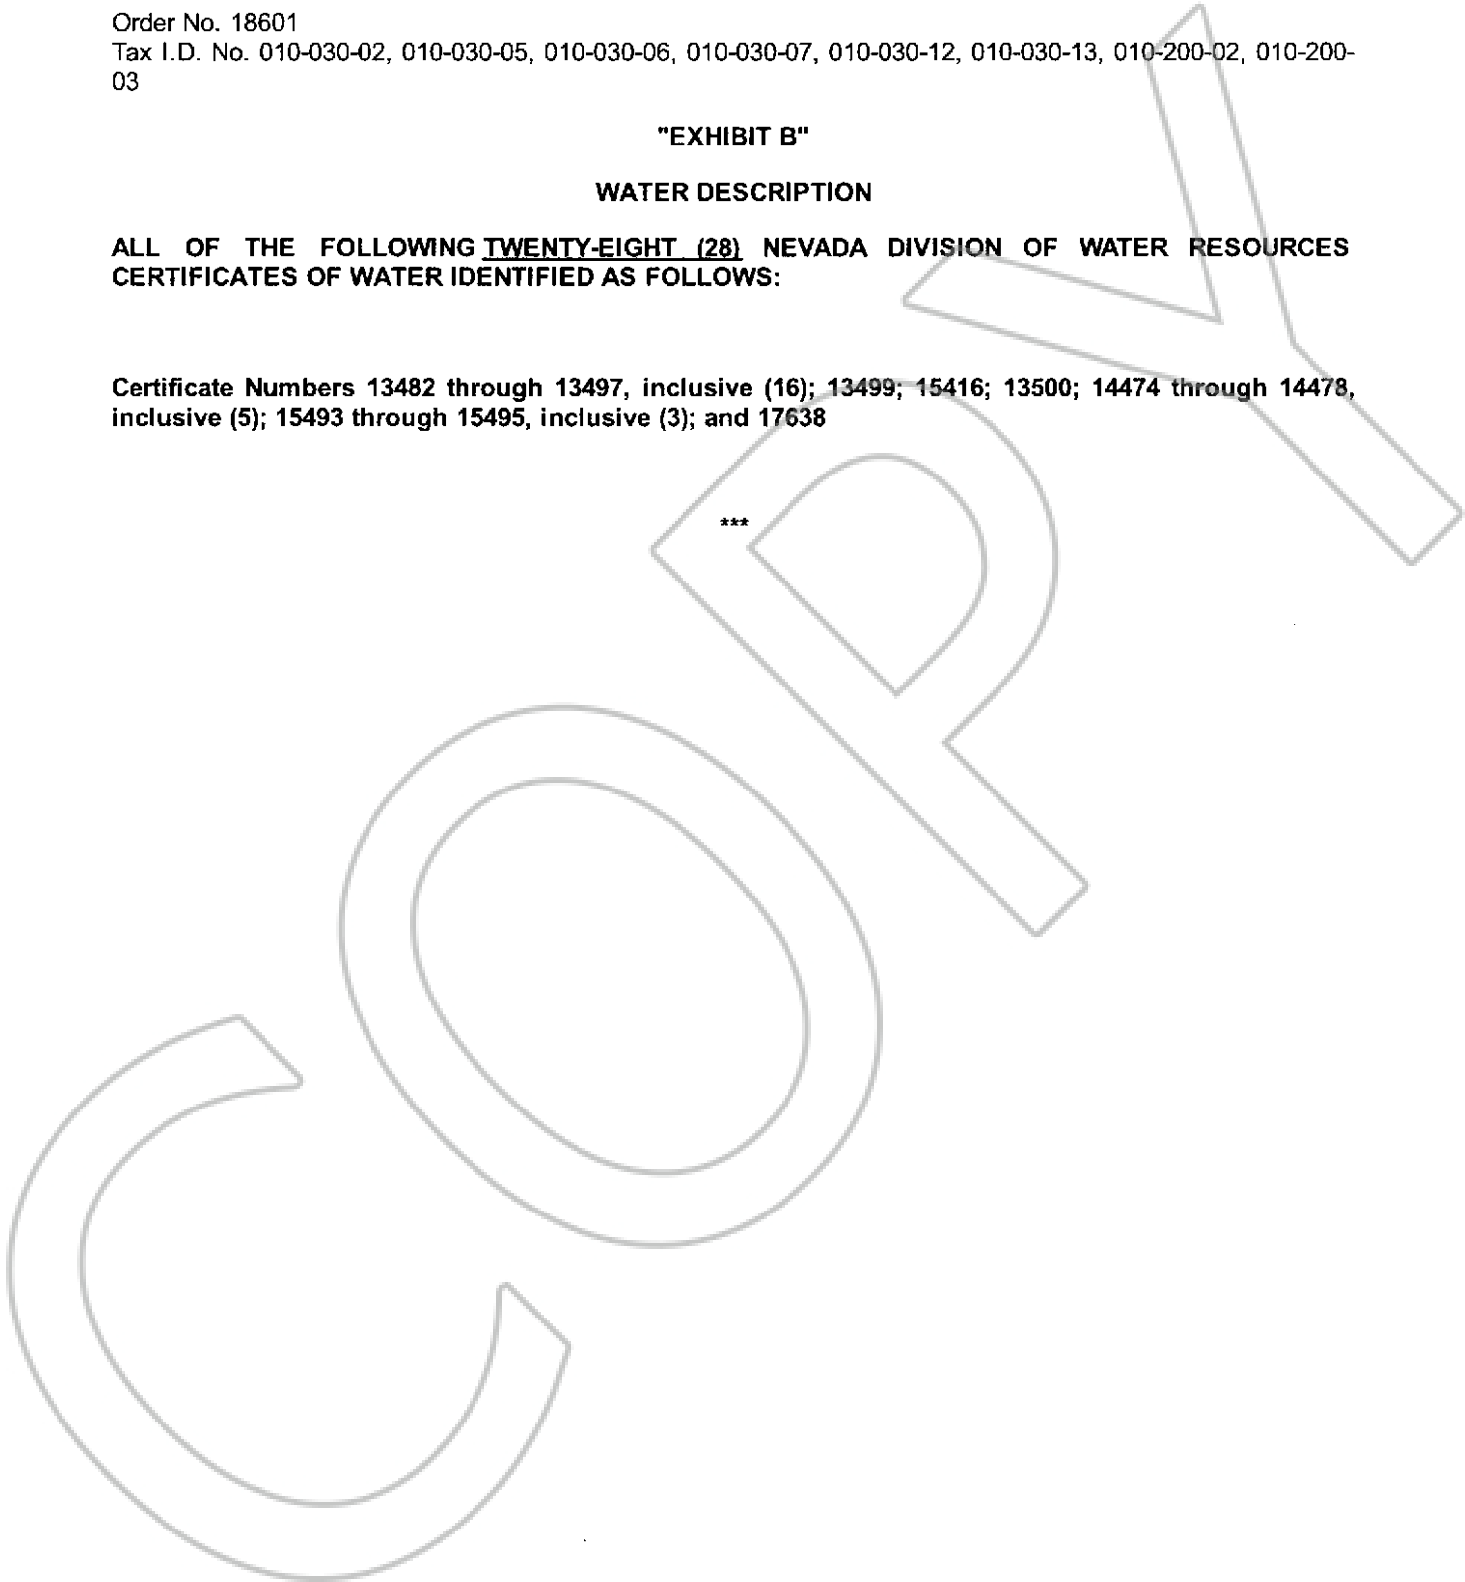 Order No. 18601
Tax I.D. No. 010-030-02, 010-030-05, 010-030-06, 010-030-07, 010-030-12, 010-030-13, 010-200-02, 010-200-
03
"EXHIBIT B"
WATER DESCRIPTION
ALL OF THE FOLLOWING TWENTY-EIGHT (28) NEVADA DIVISION OF WATER RESOURCES
CERTIFICATES OF WATER IDENTIFIED AS FOLLOWS:
Certificate Numbers 13482 through 13497, inclusive (16); 13499; 15416; 13500; 14474 through 14478,
inclusive (5); 15493 through 15495, inclusive (3); and 17638
***
COPY